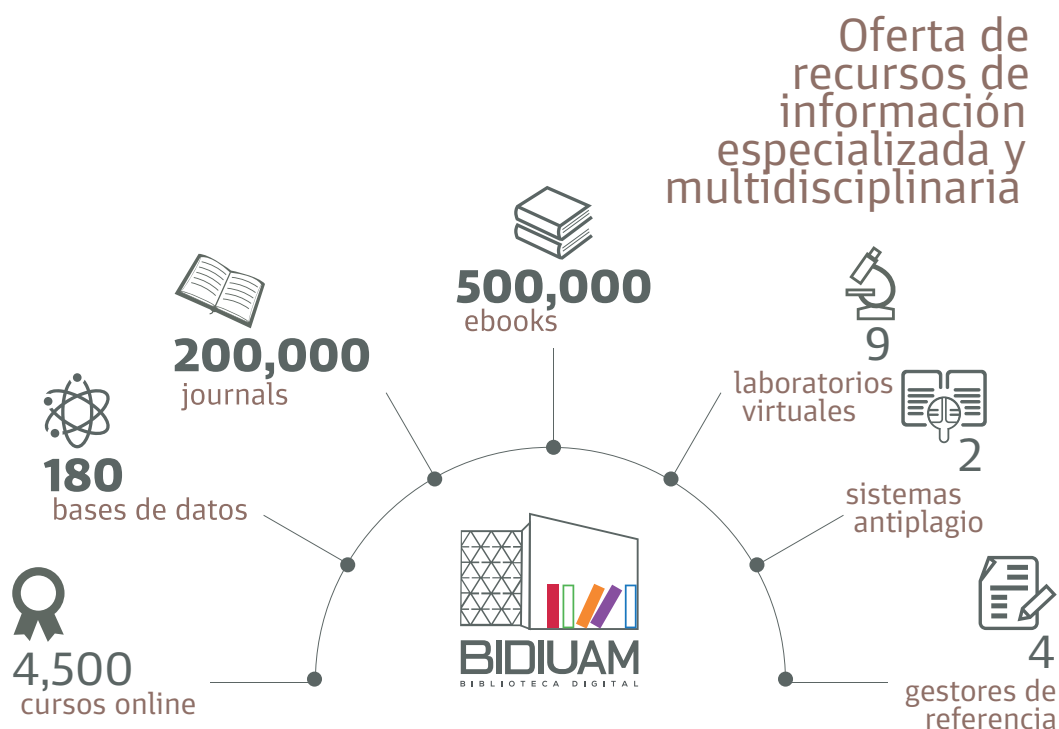 Oferta de
recursos de
información
especializada y
multidisciplinaria
500,000
ebooks
200,000
journals
9
laboratorios
virtuales
180
bases de datos
2
sistemas
antiplagio
4,500
cursos online
4
gestores de
referencia
BIDIUAM
BIBLIOTECA DIGITAL